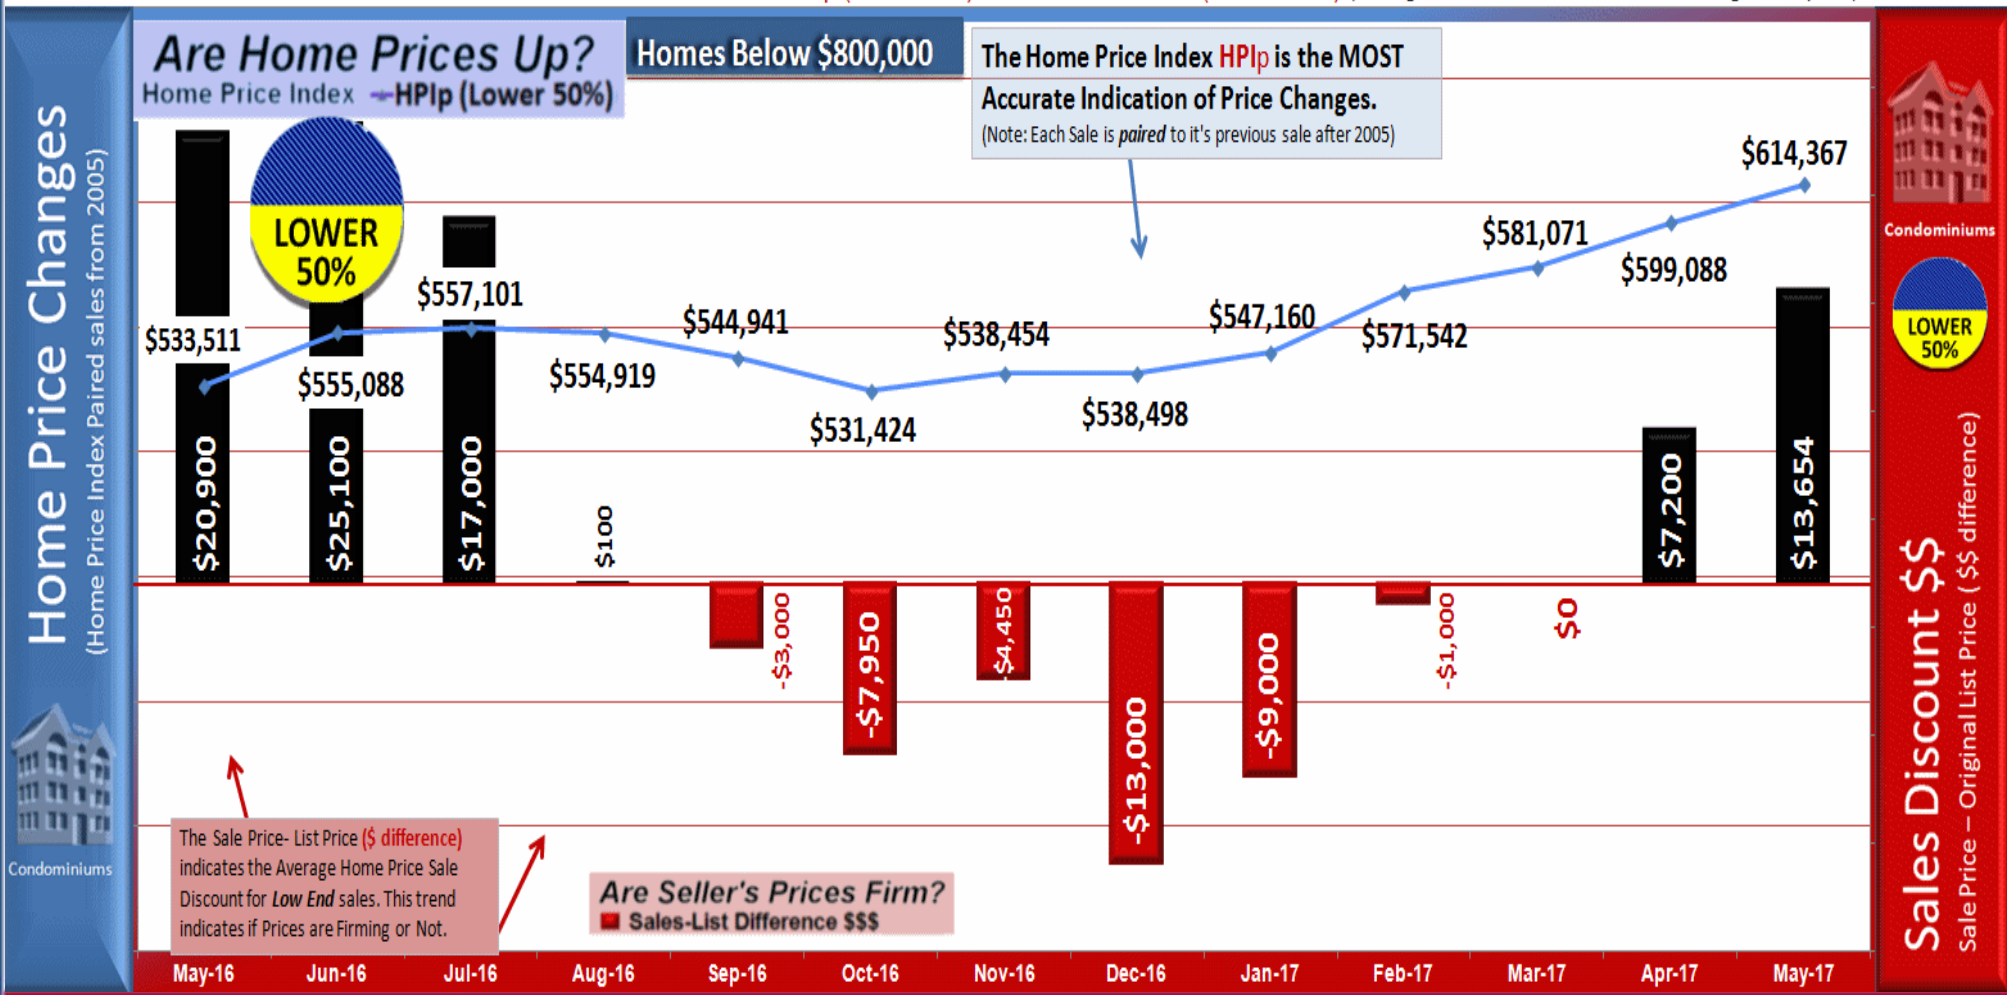 Are Home Prices Up?
Home Price Index HPIp (Lower 50%)
Homes Below $800,000
The Home Price Index HPIp is the MOST
Accurate Indication of Price Changes.
(Note: Each Sale is paired to it's previous sale after 2005)
Home Price Changes
(Home Price Index Paired sales from 2005)
Condominiums
LOWER
50%
$533,511
$555,088
$557,101
$554,919
$544,941
$531,424
$538,454
$538,498
$547,160
$571,542
$581,071
$599,088
$614,367
$20,900
$25,100
$17,000
$100
-$3,000
-$7,950
-$4,450
-$13,000
-$9,000
-$1,000
$0
$7,200
$13,654
The Sale Price- List Price ($ difference)
indicates the Average Home Price Sale
Discount for Low End sales. This trend
indicates if Prices are Firming or Not.
Are Seller's Prices Firm?
Sales-List Difference $$$
May-16 Jun-16 Jul-16 Aug-16 Sep-16 Oct-16 Nov-16 Dec-16 Jan-17 Feb-17 Mar-17 Apr-17 May-17
Condominiums
LOWER
50%
Sales Discount $$
Sale Price – Original List Price ( $$ difference)